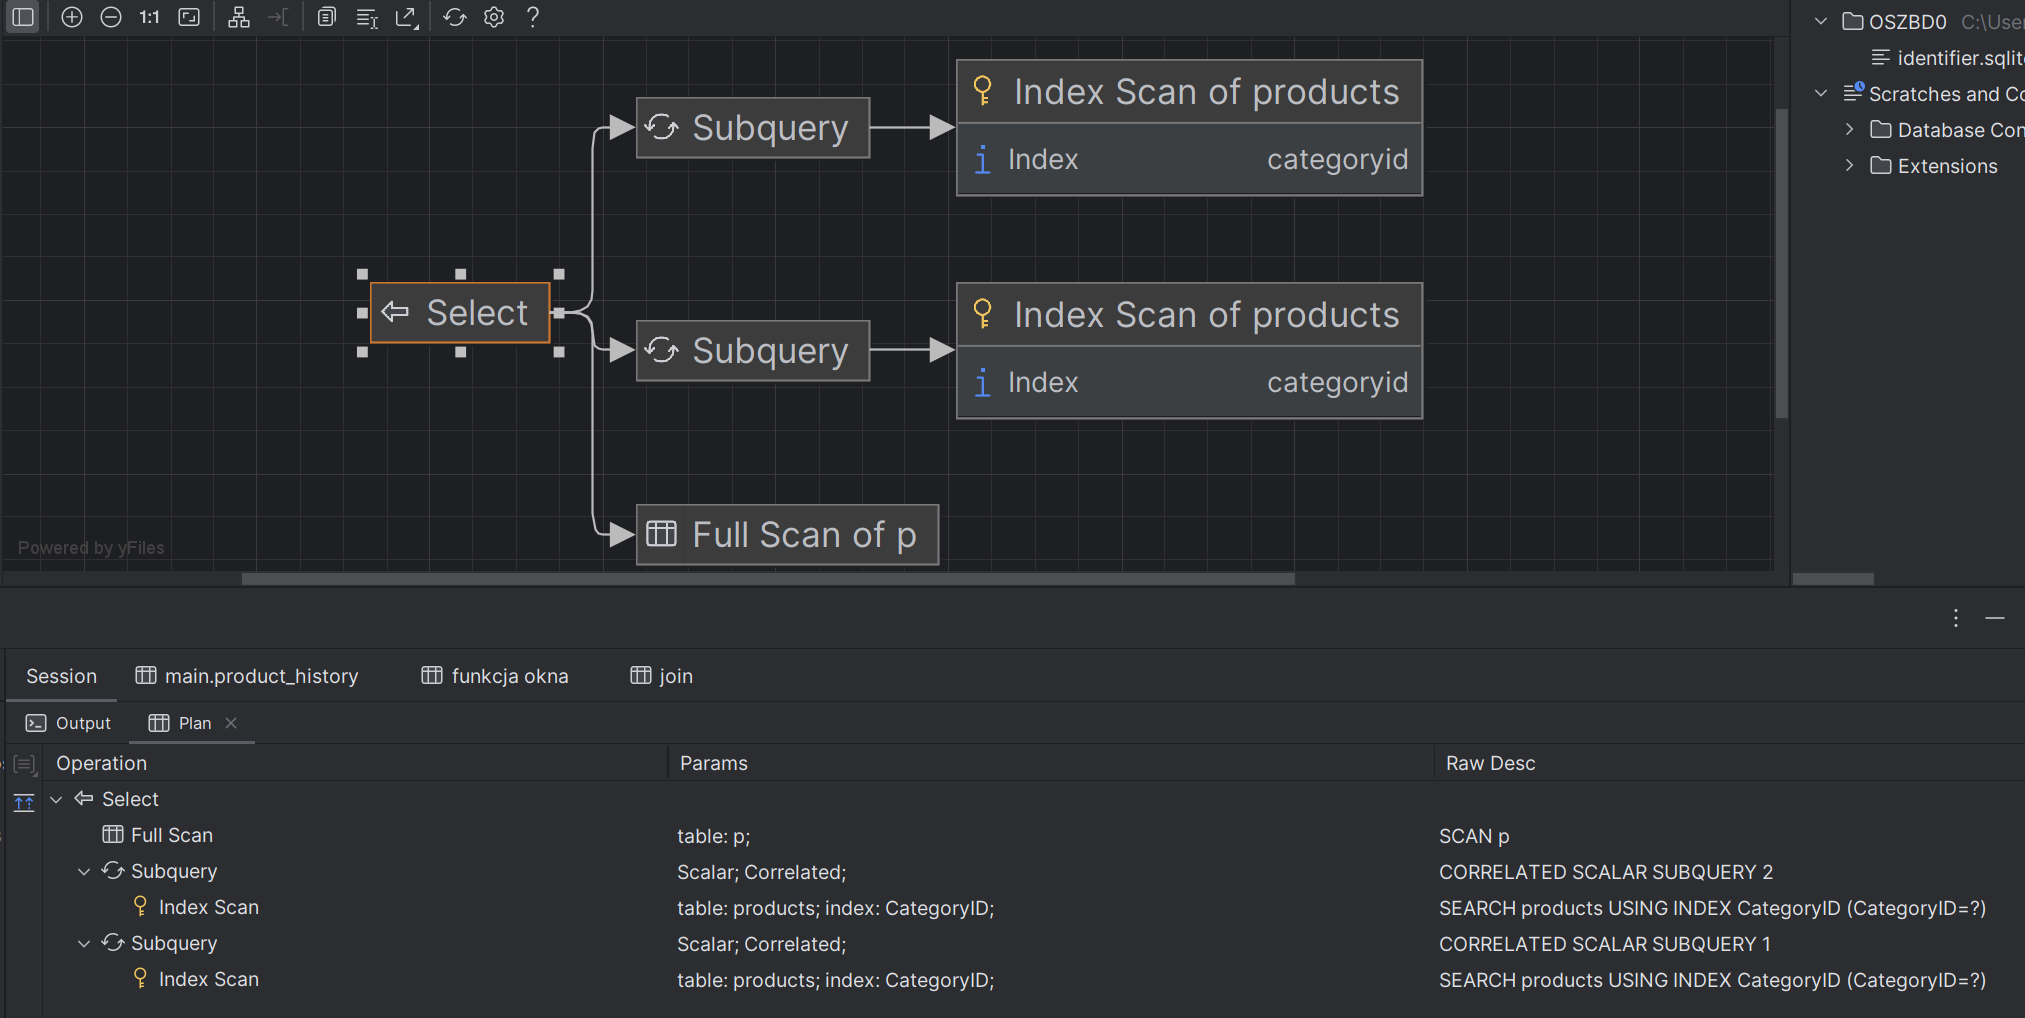 1:1
Index Scan of products
Index categoryid
Subquery
Select
Index Scan of products
Index categoryid
Subquery
Full Scan of p
Powered by yFiles
OSZBD0 C:\User
identifier.sqlit
Scratches and Co
Database Con
Extensions
Session main.product_history funkcja okna join
Output Plan
Operation Params Raw Desc
Select
Full Scan table: p; SCAN p
Subquery Scalar; Correlated; CORRELATED SCALAR SUBQUERY 2
Index Scan table: products; index: CategoryID; SEARCH products USING INDEX CategoryID (CategoryID=?)
Subquery Scalar; Correlated; CORRELATED SCALAR SUBQUERY 1
Index Scan table: products; index: CategoryID; SEARCH products USING INDEX CategoryID (CategoryID=?)